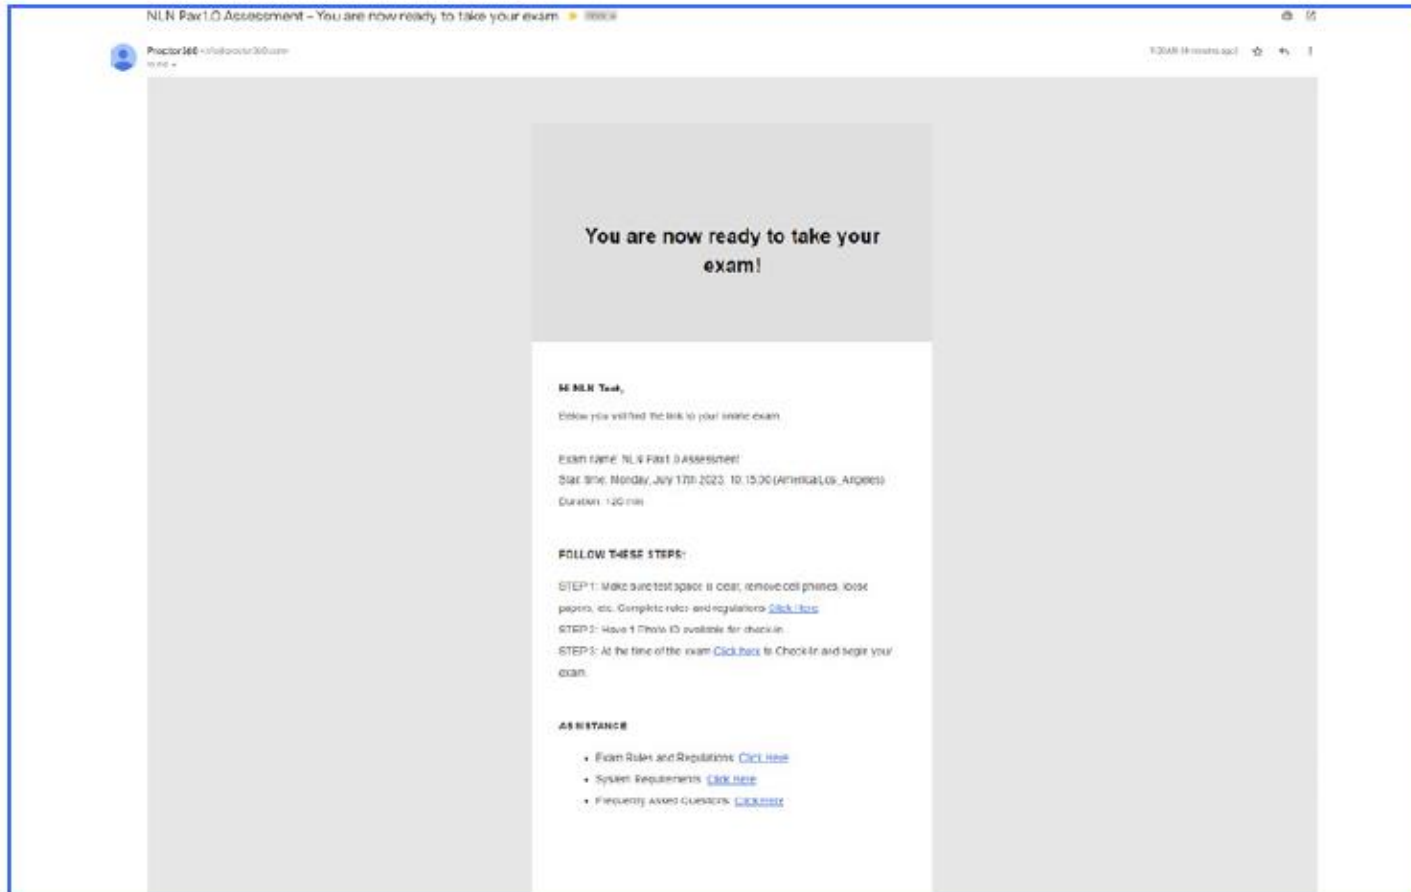 NLN Pax1.0 Assessment – You are now ready to take your exam
Proctor360
to me
You are now ready to take your
exam!
Hi NLN Test,
Below you will find the link to your online exam
Exam name: NLN Pax1.0 Assessment
Start time: Monday, July 17th 2023, 10:15:00 (America/Los_Angeles)
Duration: 120 min
FOLLOW THESE STEPS:
STEP 1: Make sure test space is clear, remove cell phones, loose
papers, etc. Complete rules and regulations Click Here
STEP 2: Have 1 Photo ID available for check-in.
STEP 3: At the time of the exam Click here to Check-In and begin your
exam.
ASSISTANCE
• Exam Rules and Regulations: Click Here
• System Requirements: Click Here
• Frequently Asked Questions: Click Here